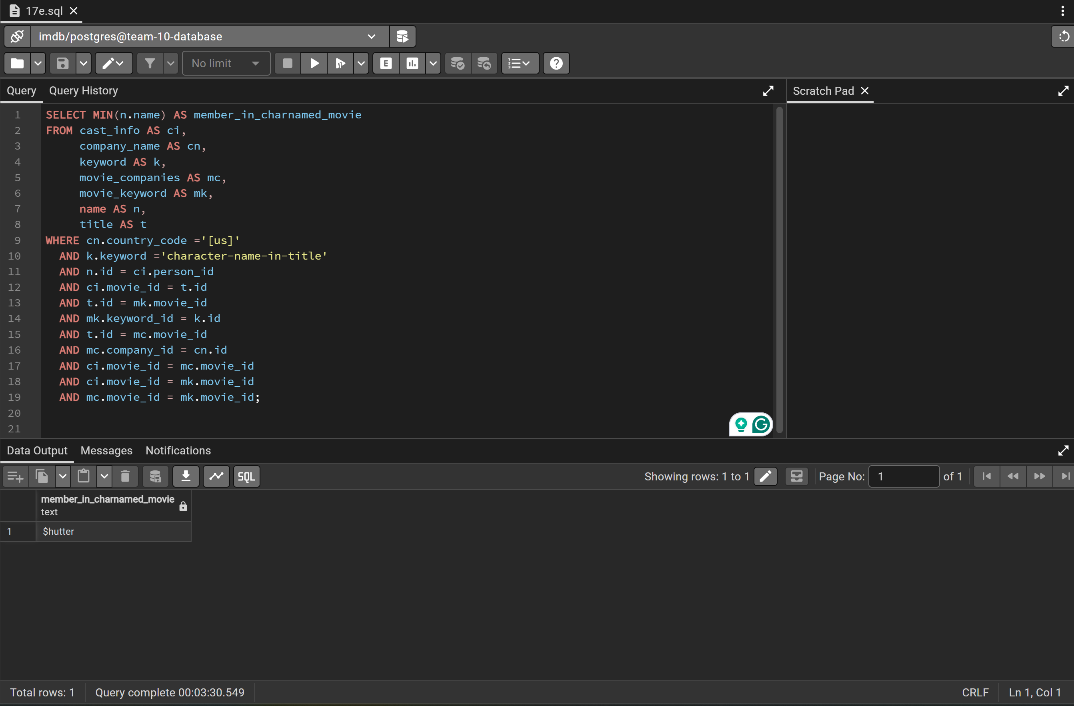 17e.sql
imdb/postgres@team-10-database
No limit
E
Query Query History
Scratch Pad
1 SELECT MIN(n.name) AS member_in_charnamed_movie
2 FROM cast_info AS ci,
3 company_name AS cn,
4 keyword AS k,
5 movie_companies AS mc,
6 movie_keyword AS mk,
7 name AS n,
8 title AS t
9 WHERE cn.country_code ='[us]'
10 AND k.keyword ='character-name-in-title'
11 AND n.id = ci.person_id
12 AND ci.movie_id = t.id
13 AND t.id = mk.movie_id
14 AND mk.keyword_id = k.id
15 AND t.id = mc.movie_id
16 AND mc.company_id = cn.id
17 AND ci.movie_id = mc.movie_id
18 AND ci.movie_id = mk.movie_id
19 AND mc.movie_id = mk.movie_id;
20
21
Data Output Messages Notifications
SQL Showing rows: 1 to 1 Page No: 1 of 1
member_in_charnamed_movie
text
1 $hutter
Total rows: 1 Query complete 00:03:30.549 CRLF Ln 1, Col 1